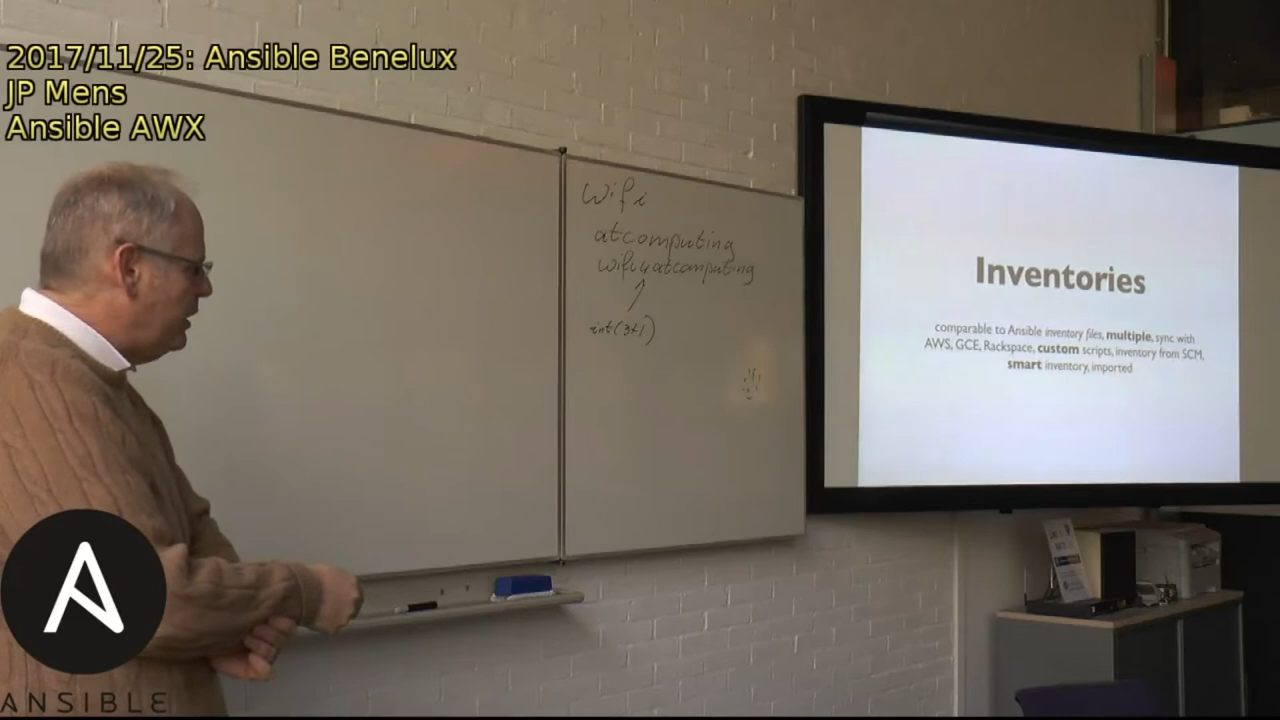 2017/11/25: Ansible Benelux
JP Mens
Ansible AWX
Wifi
atcomputing
wifi4atcomputing
int(3+1)
Inventories
comparable to Ansible inventory files, multiple, sync with
AWS, GCE, Rackspace, custom scripts, inventory from SCM,
smart inventory, imported
A
ANSIBLE